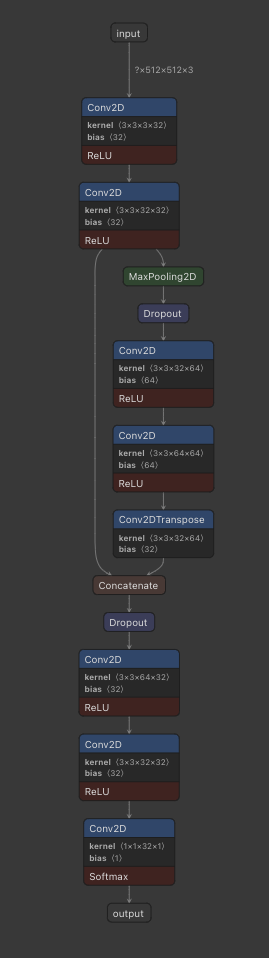 input
?×512×512×3
Conv2D
kernel ⟨3×3×3×32⟩
bias ⟨32⟩
ReLU
Conv2D
kernel ⟨3×3×32×32⟩
bias ⟨32⟩
ReLU
MaxPooling2D
Dropout
Conv2D
kernel ⟨3×3×32×64⟩
bias ⟨64⟩
ReLU
Conv2D
kernel ⟨3×3×64×64⟩
bias ⟨64⟩
ReLU
Conv2DTranspose
kernel ⟨3×3×32×64⟩
bias ⟨32⟩
Concatenate
Dropout
Conv2D
kernel ⟨3×3×64×32⟩
bias ⟨32⟩
ReLU
Conv2D
kernel ⟨3×3×32×32⟩
bias ⟨32⟩
ReLU
Conv2D
kernel ⟨1×1×32×1⟩
bias ⟨1⟩
Softmax
output